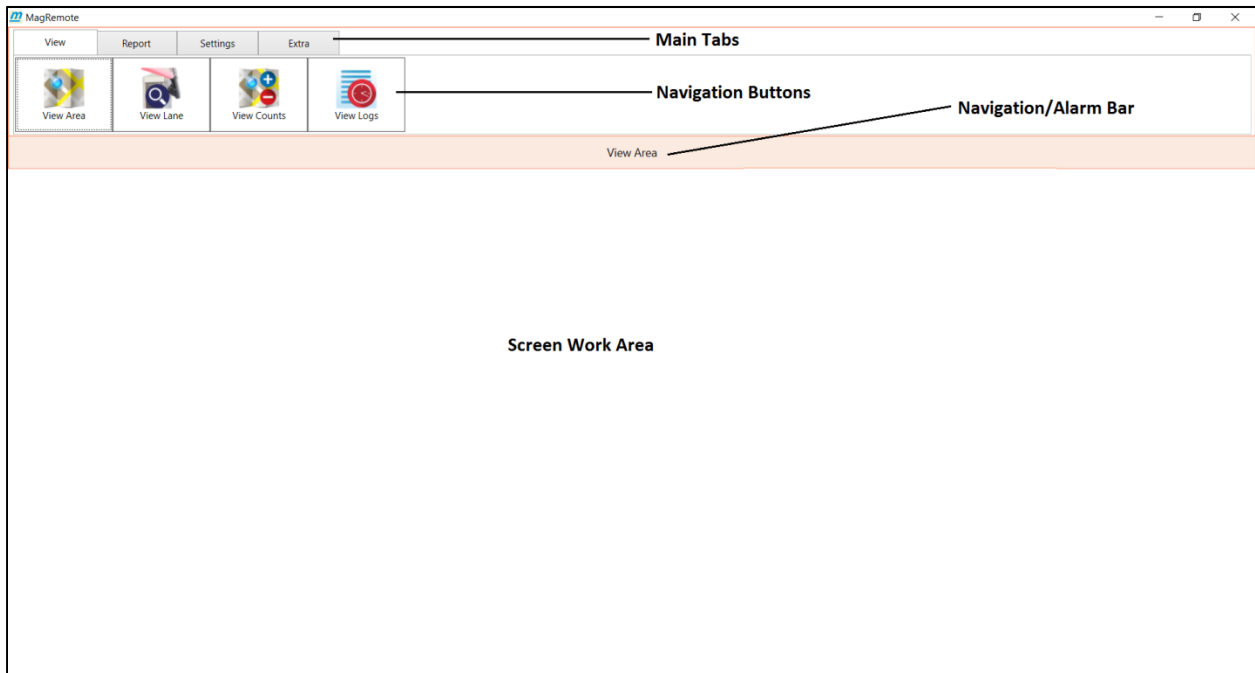 MagRemote
View Report Settings Extra Main Tabs
View Area View Lane View Counts View Logs Navigation Buttons
Navigation/Alarm Bar
View Area
Screen Work Area